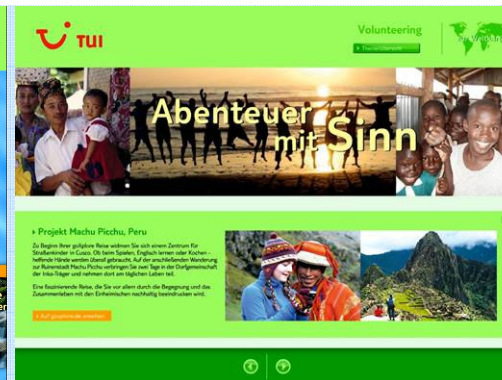 TUI
Volunteering
Themenübersicht
Abenteuer
mit Sinn
Projekt Machu Picchu, Peru
Zu Beginn Ihrer gulliplore Reise widmen Sie sich einem Zentrum für
Straßenkinder in Cusco. Ob beim Spielen, Englisch lernen oder Kochen –
helfende Hände werden überall gebraucht. Auf der anschließenden Wanderung
zur Ruinenstadt Machu Picchu verbringen Sie zwei Tage in der Dorfgemeinschaft
der Inka-Träger und nehmen dort am täglichen Leben teil.
Eine faszinierende Reise, die Sie vor allem durch die Begegnung und das
Zusammenleben mit den Einheimischen nachhaltig beeindrucken wird.